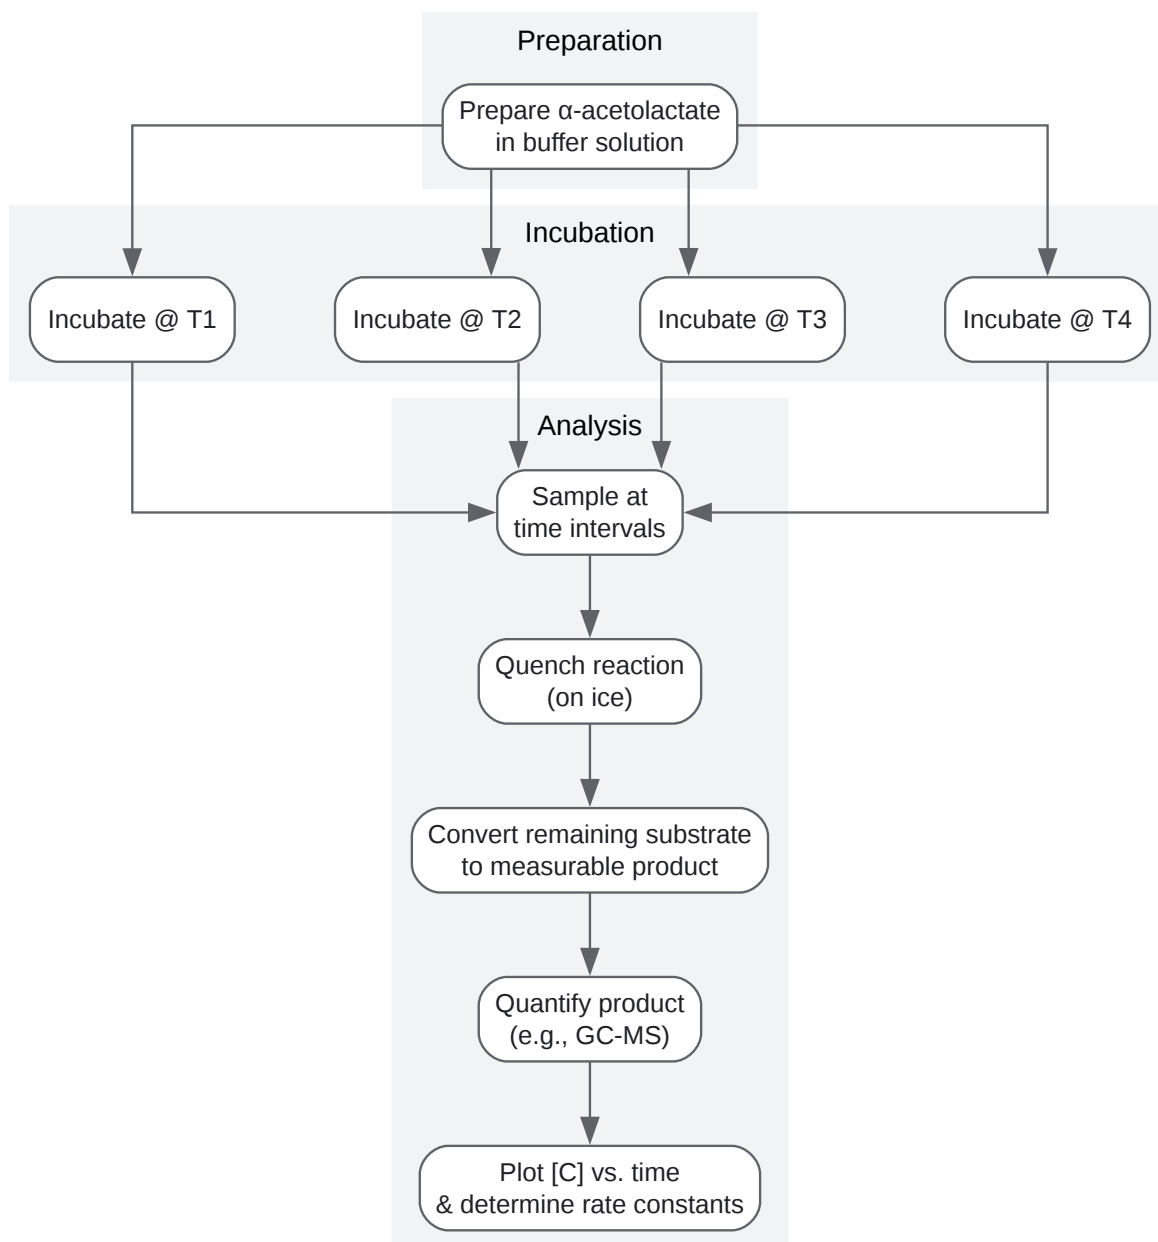 Preparation
Prepare α-acetolactate
in buffer solution
Incubation
Incubate @ T1
Incubate @ T2
Incubate @ T3
Incubate @ T4
Analysis
Sample at
time intervals
Quench reaction
(on ice)
Convert remaining substrate
to measurable product
Quantify product
(e.g., GC-MS)
Plot [C] vs. time
& determine rate constants